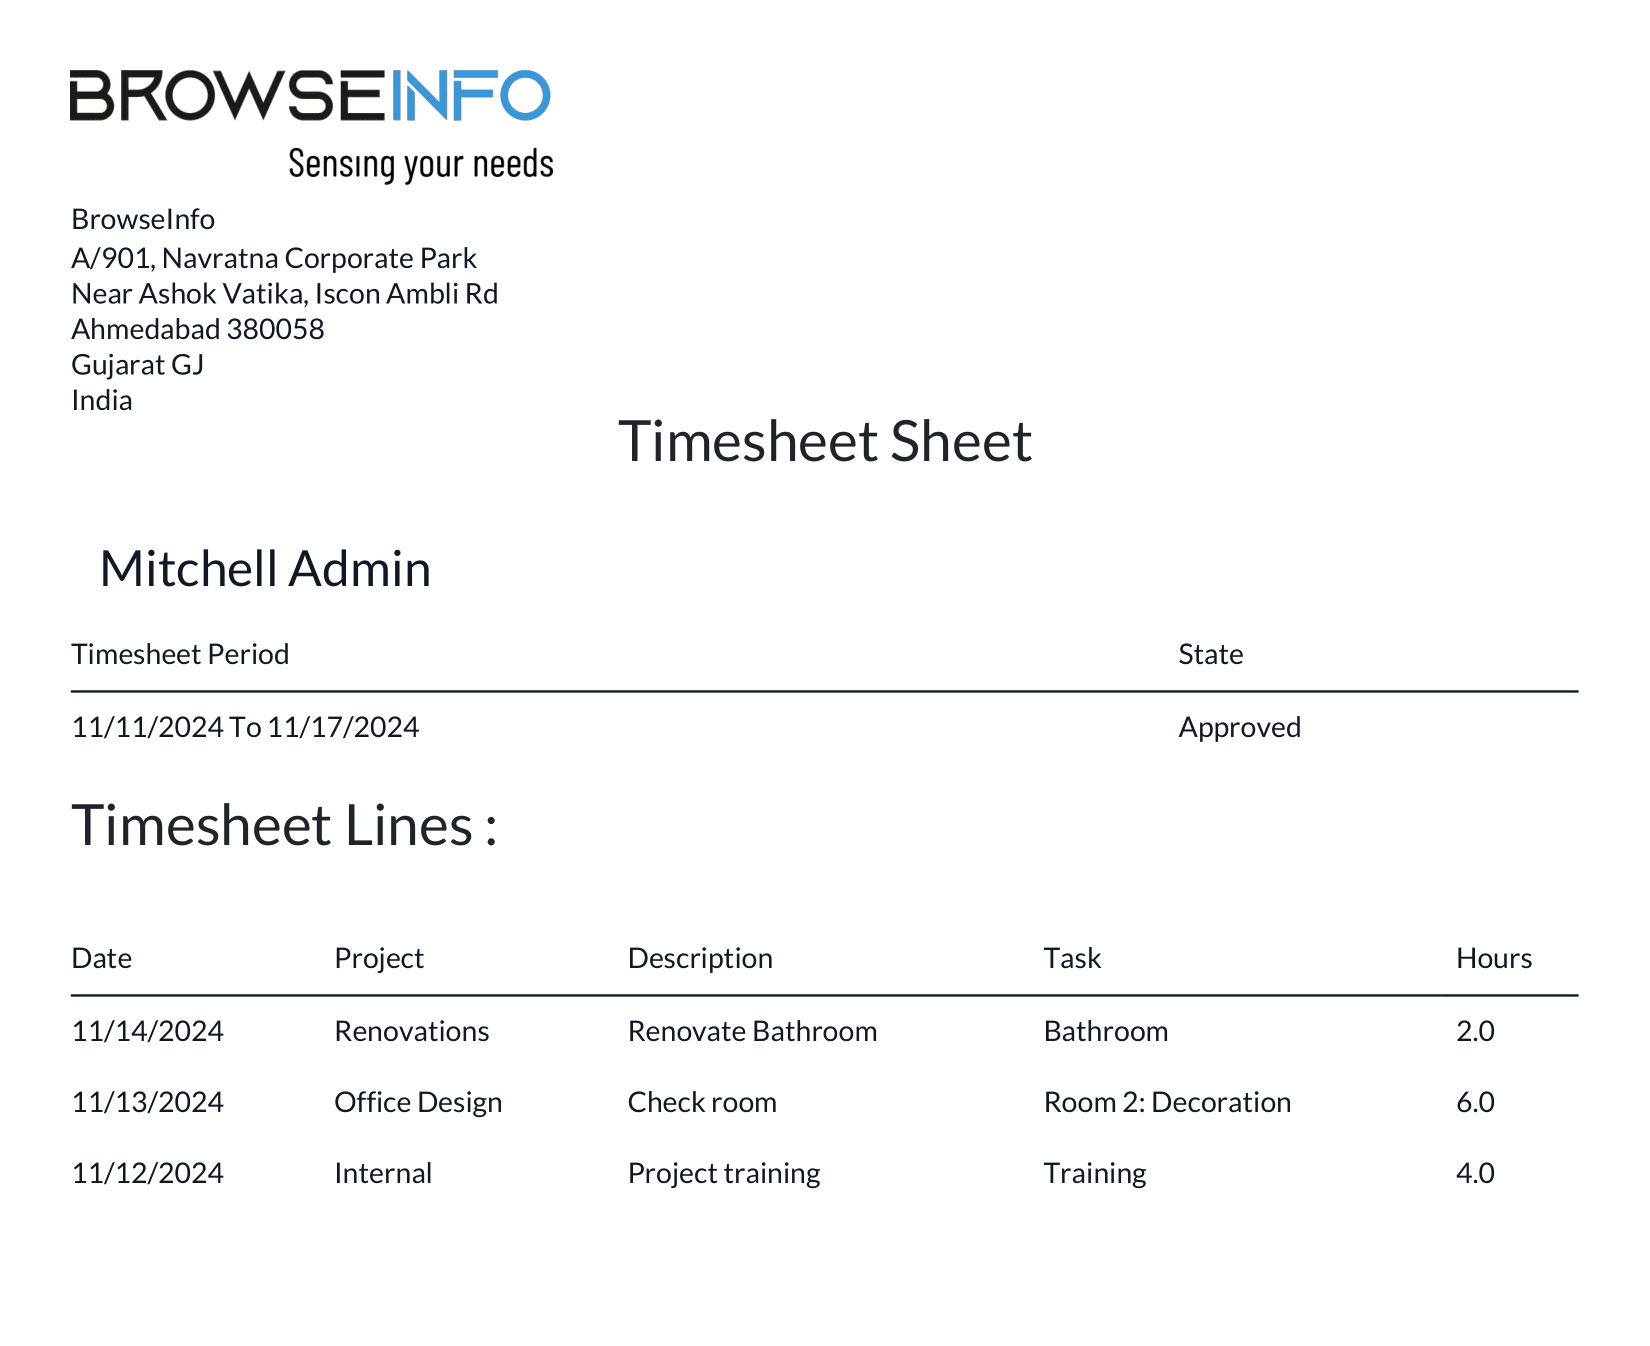 BROWSEINFO
Sensing your needs
BrowseInfo
A/901, Navratna Corporate Park
Near Ashok Vatika, Iscon Ambli Rd
Ahmedabad 380058
Gujarat GJ
India
Timesheet Sheet
Mitchell Admin
Timesheet Period State
11/11/2024 To 11/17/2024 Approved
Timesheet Lines :
Date Project Description Task Hours
11/14/2024 Renovations Renovate Bathroom Bathroom 2.0
11/13/2024 Office Design Check room Room 2: Decoration 6.0
11/12/2024 Internal Project training Training 4.0